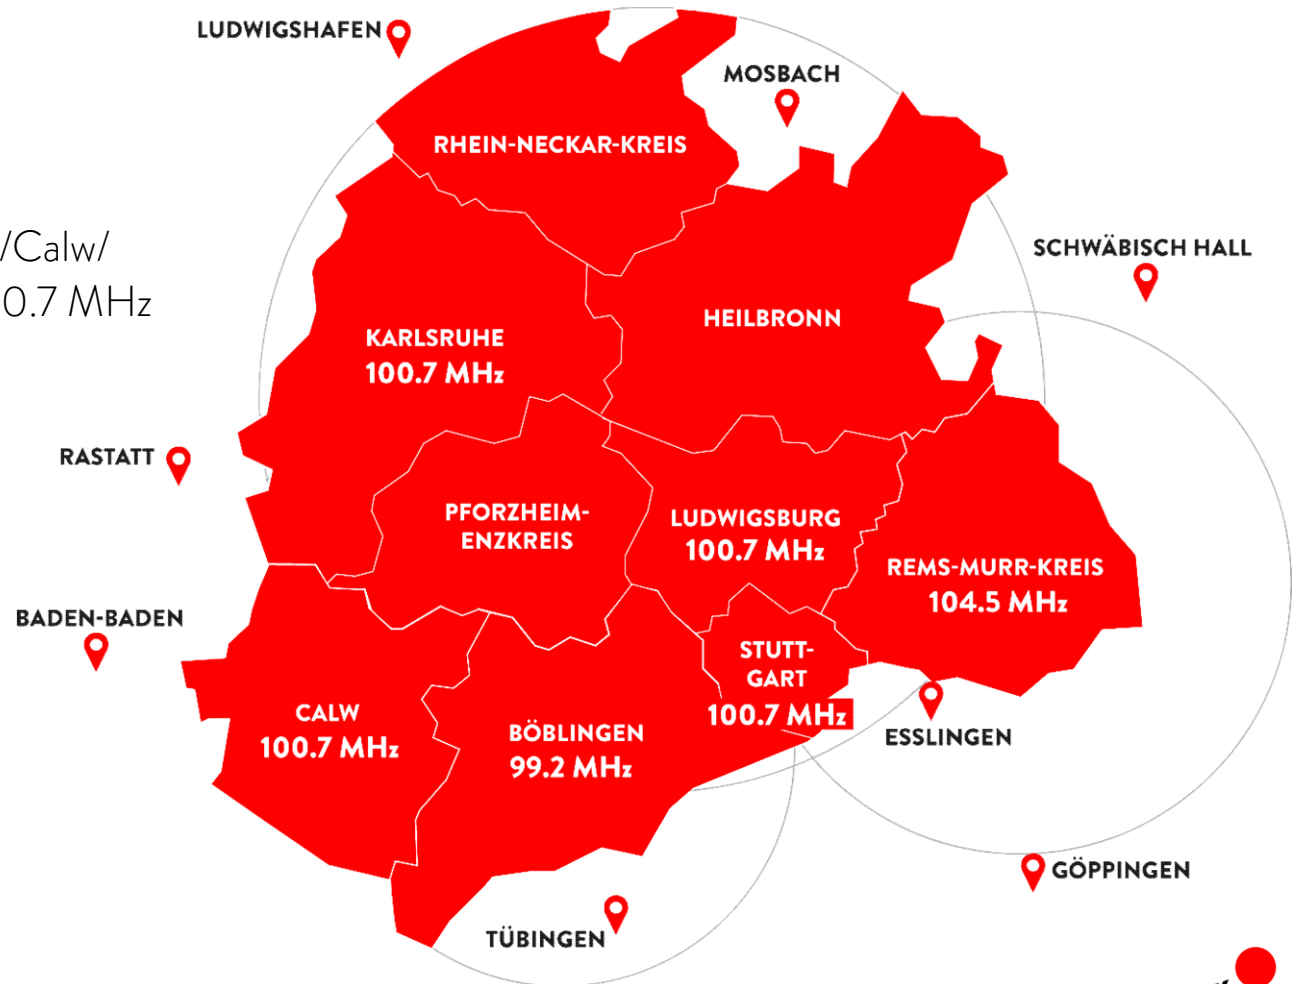 LUDWIGSHAFEN
MOSBACH
RHEIN-NECKAR-KREIS
/Calw/
0.7 MHz
SCHWÄBISCH HALL
HEILBRONN
KARLSRUHE
100.7 MHz
RASTATT
PFORZHEIM-
ENZKREIS
LUDWIGSBURG
100.7 MHz
REMS-MURR-KREIS
104.5 MHz
BADEN-BADEN
STUTT-
GART
100.7 MHz
CALW
100.7 MHz
BÖBLINGEN
99.2 MHz
ESSLINGEN
GÖPPINGEN
TÜBINGEN